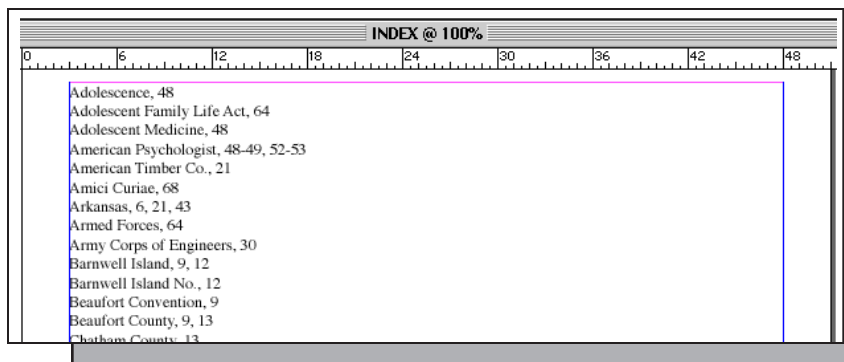 INDEX @ 100%
0 6 12 18 24 30 36 42 48
Adolescence, 48
Adolescent Family Life Act, 64
Adolescent Medicine, 48
American Psychologist, 48-49, 52-53
American Timber Co., 21
Amici Curiae, 68
Arkansas, 6, 21, 43
Armed Forces, 64
Army Corps of Engineers, 30
Barnwell Island, 9, 12
Barnwell Island No., 12
Beaufort Convention, 9
Beaufort County, 9, 13
Chatham County, 13